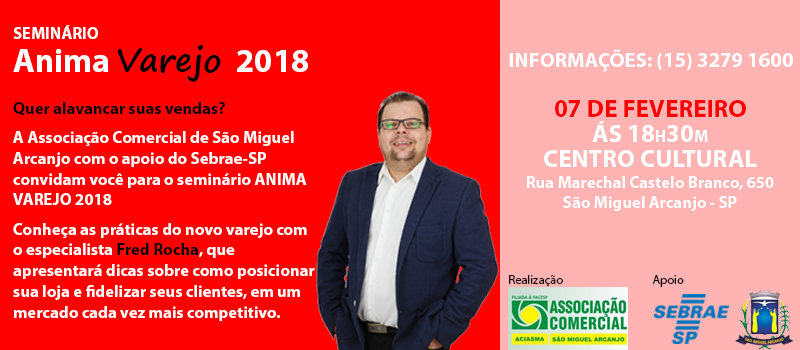 SEMINÁRIO
Anima Varejo 2018
Quer alavancar suas vendas?
A Associação Comercial de São Miguel
Arcanjo com o apoio do Sebrae-SP
convidam você para o seminário ANIMA
VAREJO 2018
Conheça as práticas do novo varejo com
o especialista Fred Rocha, que
apresentará dicas sobre como posicionar
sua loja e fidelizar seus clientes, em um
mercado cada vez mais competitivo.
INFORMAÇÕES: (15) 3279 1600
07 DE FEVEREIRO
ÁS 18H30M
CENTRO CULTURAL
Rua Marechal Castelo Branco, 650
São Miguel Arcanjo - SP
Realização
FILIADA À FACESP
ASSOCIAÇÃO
COMERCIAL
ACIASMA
SÃO MIGUEL ARCANJO
Apoio
SEBRAE
SP
SÃO MIGUEL ARCANJO